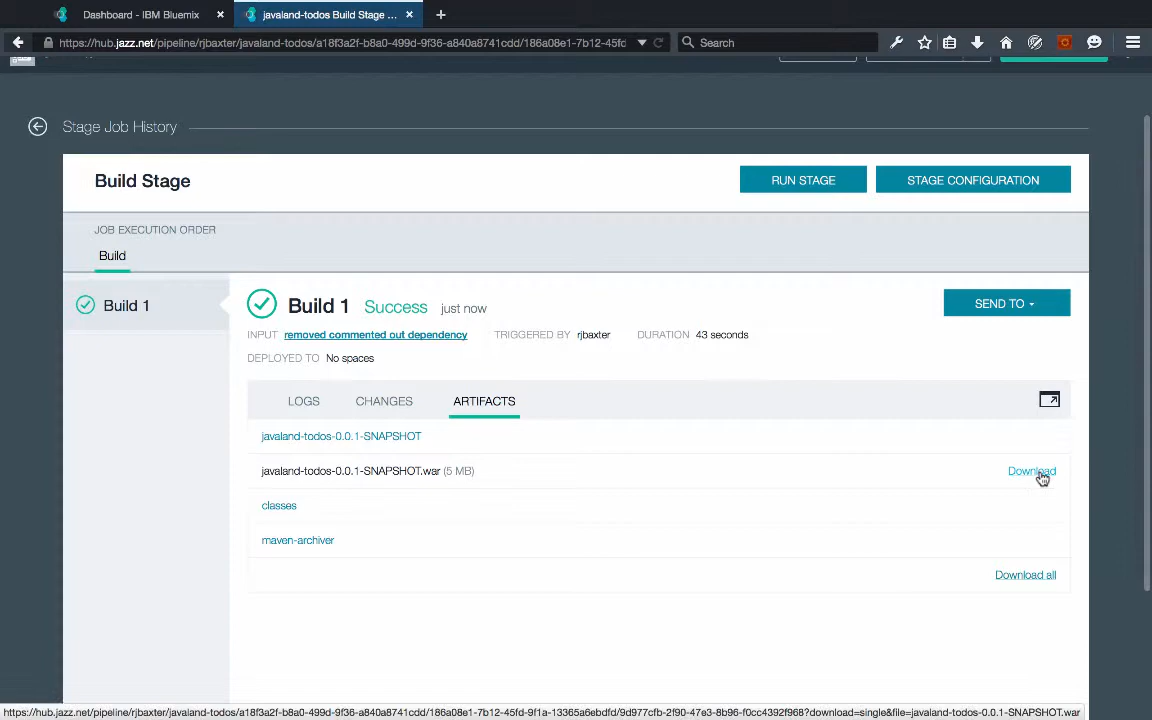 Dashboard - IBM Bluemix
javaland-todos Build Stage ...
https://hub.jazz.net/pipeline/rjbaxter/javaland-todos/a18f3a2f-b8a0-499d-9f36-a840a8741cdd/186a08e1-7b12-45fd
Search
Stage Job History
Build Stage
RUN STAGE
STAGE CONFIGURATION
JOB EXECUTION ORDER
Build
Build 1
Build 1 Success just now
SEND TO
INPUT removed commented out dependency TRIGGERED BY rjbaxter DURATION 43 seconds
DEPLOYED TO No spaces
LOGS CHANGES ARTIFACTS
javaland-todos-0.0.1-SNAPSHOT
javaland-todos-0.0.1-SNAPSHOT.war (5 MB) Download
classes
maven-archiver
Download all
https://hub.jazz.net/pipeline/rjbaxter/javaland-todos/a18f3a2f-b8a0-499d-9f36-a840a8741cdd/186a08e1-7b12-45fd-9f1a-13365a6ebdfd/9d977cfb-2f90-47e3-8b96-f0cc4392f968?download=single&file=javaland-todos-0.0.1-SNAPSHOT.war